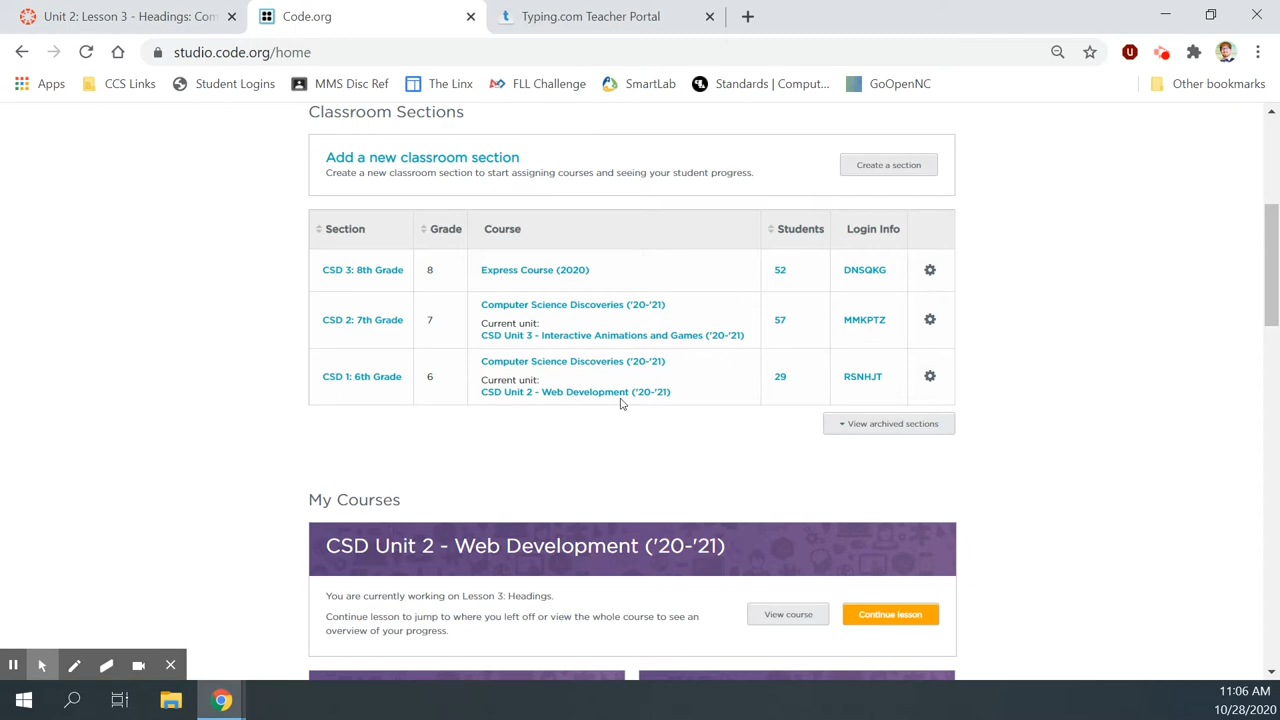 Unit 2: Lesson 3 - Headings: Com
Code.org
Typing.com Teacher Portal
studio.code.org/home
Apps
CCS Links
Student Logins
MMS Disc Ref
The Linx
FLL Challenge
SmartLab
Standards | Comput...
GoOpenNC
Other bookmarks
Classroom Sections
Add a new classroom section
Create a new classroom section to start assigning courses and seeing your student progress.
Create a section
Section Grade Course Students Login Info
CSD 3: 8th Grade 8 Express Course (2020) 52 DNSQKG
Computer Science Discoveries ('20-'21)
CSD 2: 7th Grade 7 Current unit: 57 MMKPTZ
CSD Unit 3 - Interactive Animations and Games ('20-'21)
Computer Science Discoveries ('20-'21)
CSD 1: 6th Grade 6 Current unit: 29 RSNHJT
CSD Unit 2 - Web Development ('20-'21)
View archived sections
My Courses
CSD Unit 2 - Web Development ('20-'21)
You are currently working on Lesson 3: Headings.
Continue lesson to jump to where you left off or view the whole course to see an
overview of your progress.
View course
Continue lesson
11:06 AM
10/28/2020